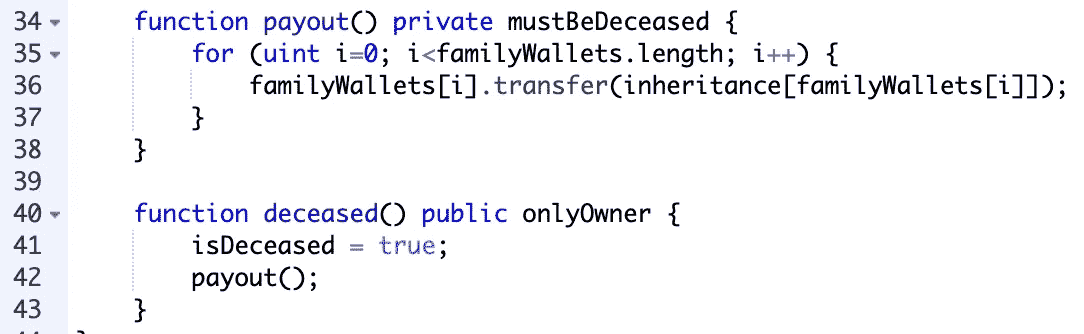 34 function payout() private mustBeDeceased {
35 for (uint i=0; i<familyWallets.length; i++) {
36 familyWallets[i].transfer(inheritance[familyWallets[i]]);
37 }
38 }
39
40 function deceased() public onlyOwner {
41 isDeceased = true;
42 payout();
43 }